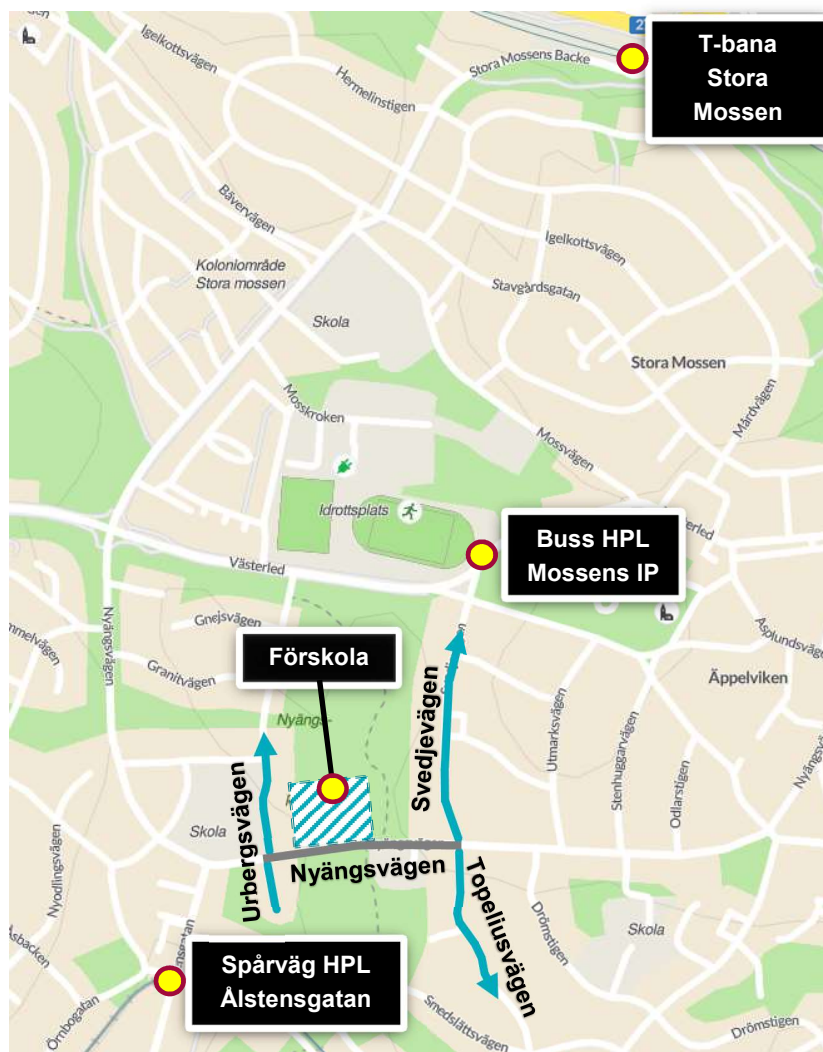 Igelkottsvägen
Hermelinstigen
Stora Mossens Backe
T-bana
Stora
Mossen
Bävervägen
Koloniområde
Stora mossen
Igelkottsvägen
Stavgårdsgatan
Skola
Stora Mossen
Mosskroken
Mårdvägen
Mossvägen
Idrottsplats
Buss HPL
Mossens IP
Västerled
Nyängsvägen
Gnejsvägen
Granitvägen
Förskola
Svedjevägen
Utmarksvägen
Stenhuggarvägen
Odlarstigen
Äppelviken
Urbergsvägen
Skola
Nyängsvägen
Topeliusvägen
Nyodlingsvägen
Drömstigen
Skola
Spårväg HPL
Ålstensgatan
Örnbogatan
Smedslättsvägen
Drömstigen